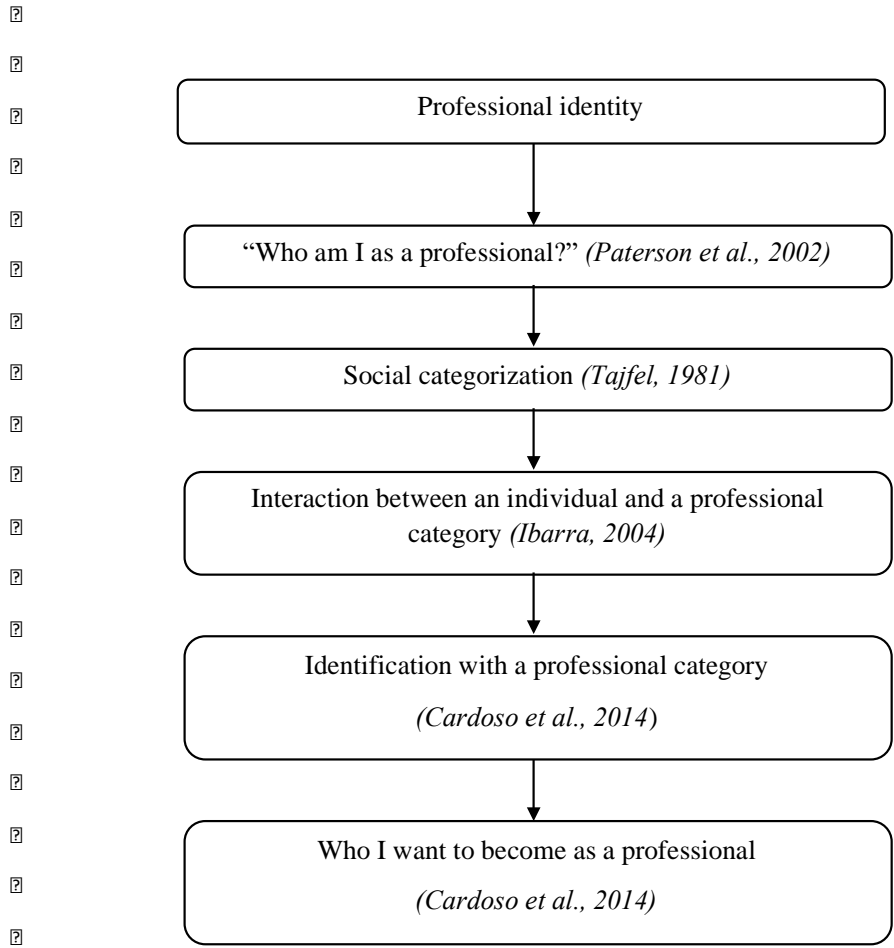 Professional identity
“Who am I as a professional?” (Paterson et al., 2002)
Social categorization (Tajfel, 1981)
Interaction between an individual and a professional
category (Ibarra, 2004)
Identification with a professional category
(Cardoso et al., 2014)
Who I want to become as a professional
(Cardoso et al., 2014)